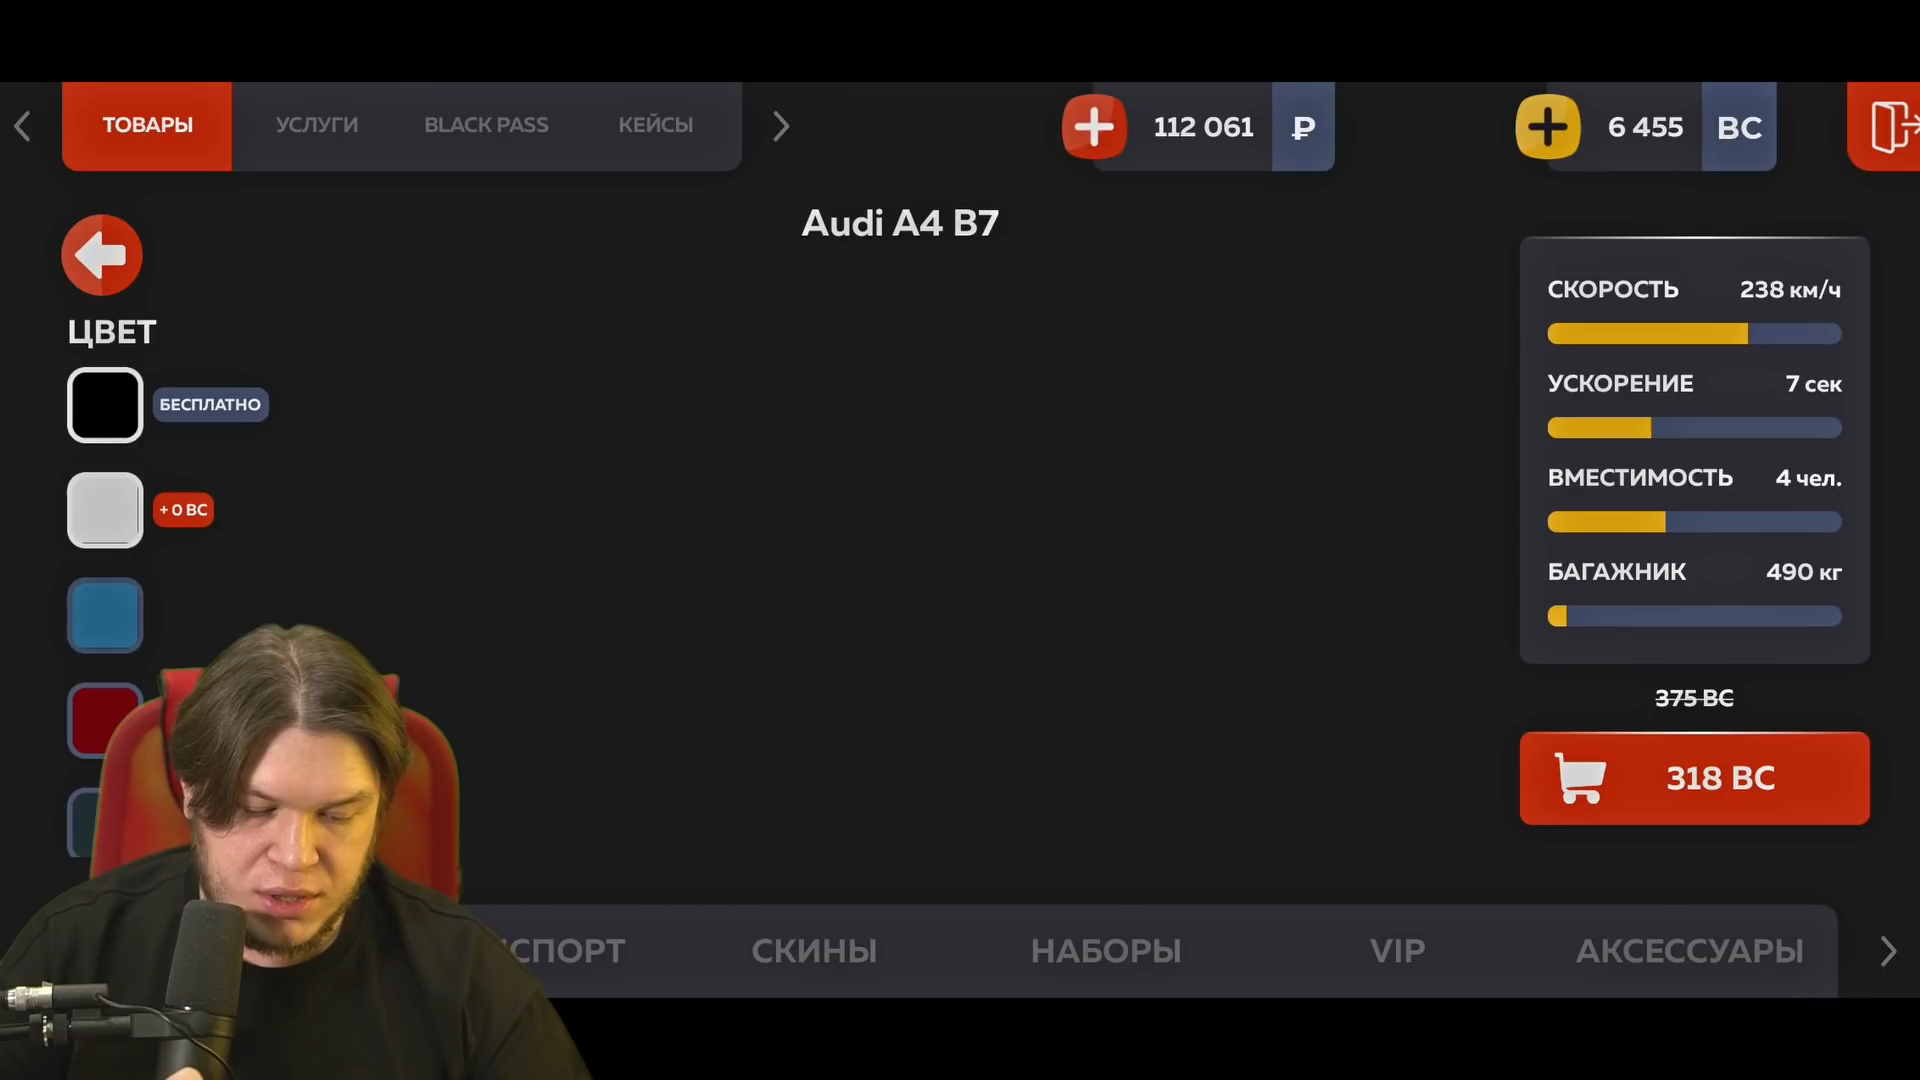 ТОВАРЫ УСЛУГИ BLACK PASS КЕЙСЫ 112 061 ₽ 6 455 BC
Audi A4 B7
ЦВЕТ
БЕСПЛАТНО
+ 0 BC
СКОРОСТЬ 238 км/ч
УСКОРЕНИЕ 7 сек
ВМЕСТИМОСТЬ 4 чел.
БАГАЖНИК 490 кг
375 BC
318 BC
СПОРТ СКИНЫ НАБОРЫ VIP АКСЕССУАРЫ